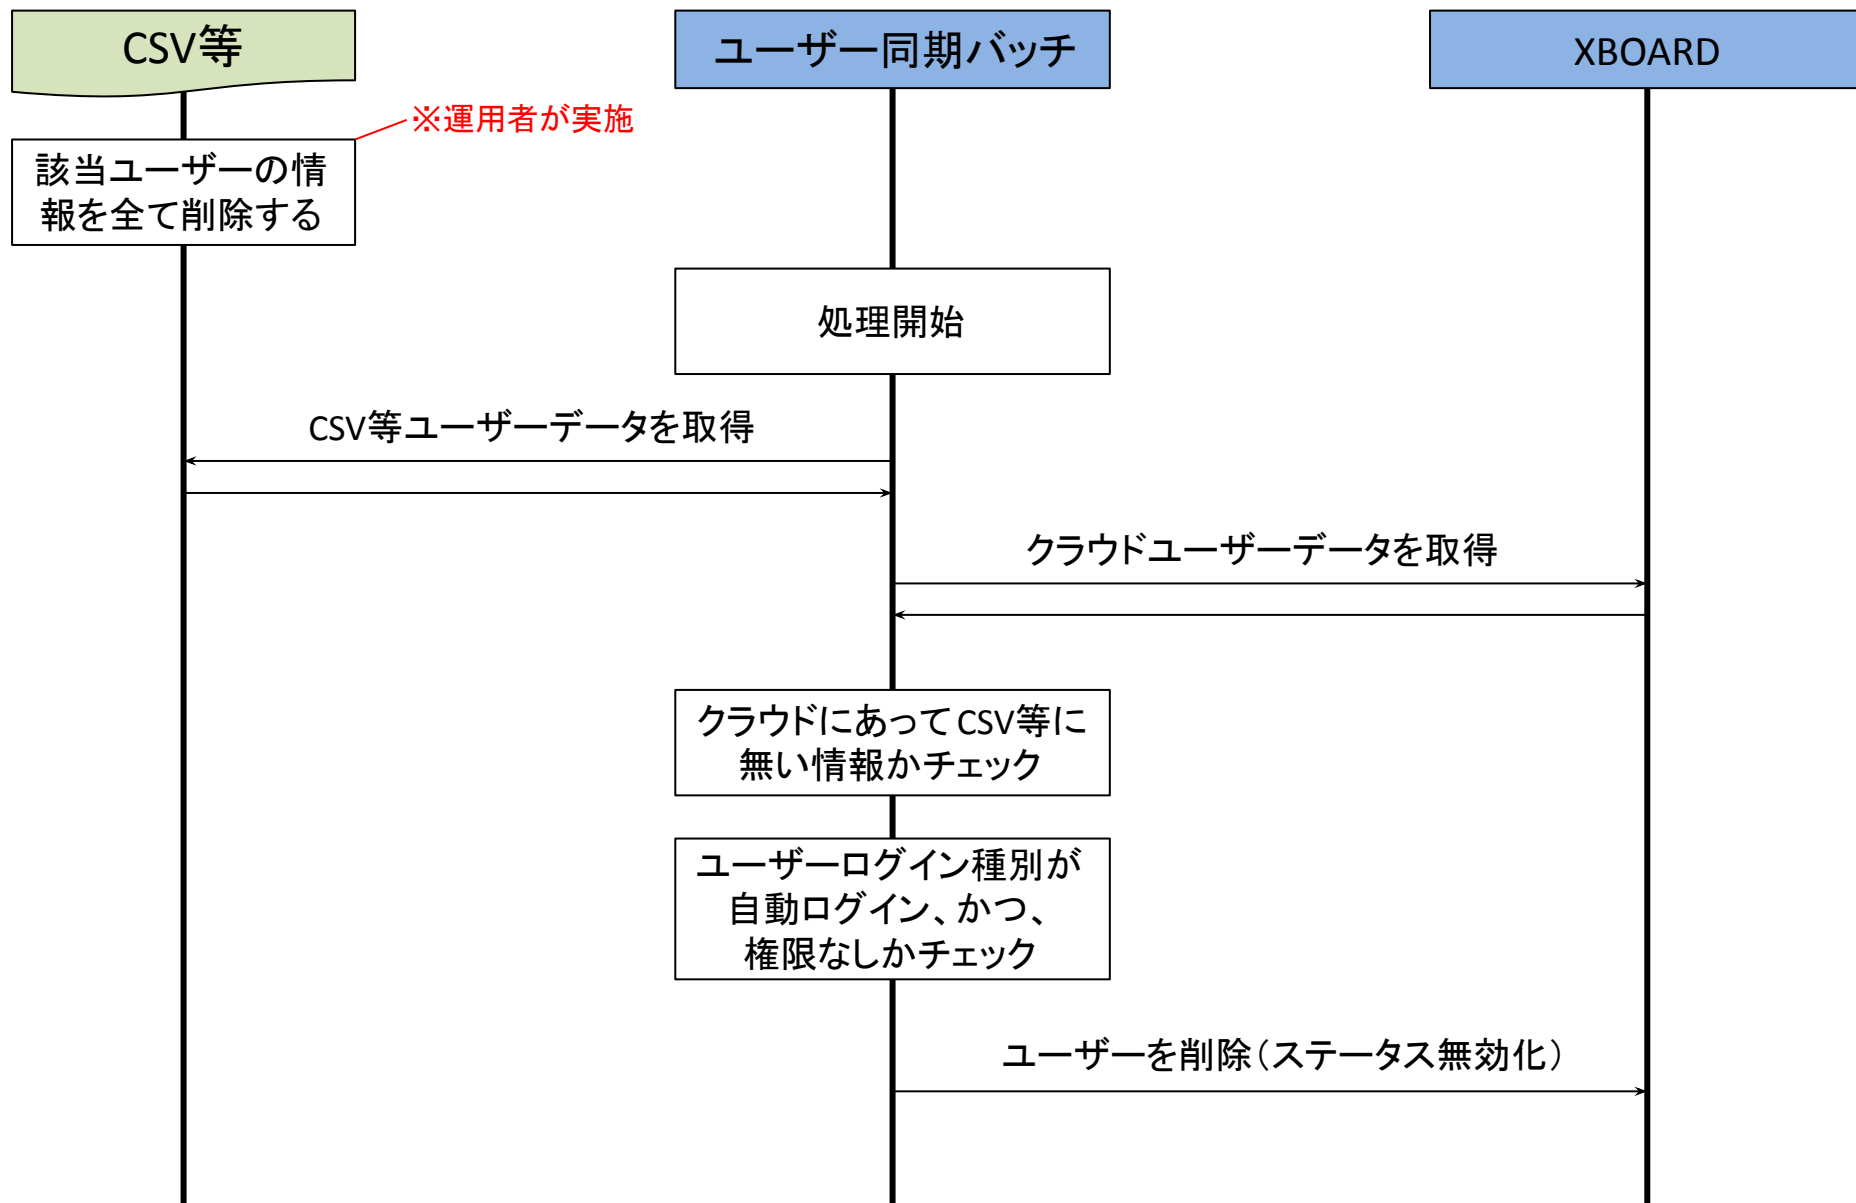 CSV等
ユーザー同期バッチ
XBOARD
※運用者が実施
該当ユーザーの情
報を全て削除する
処理開始
CSV等ユーザーデータを取得
クラウドユーザーデータを取得
クラウドにあってCSV等に
無い情報かチェック
ユーザーログイン種別が
自動ログイン、かつ、
権限なしかチェック
ユーザーを削除（ステータス無効化）